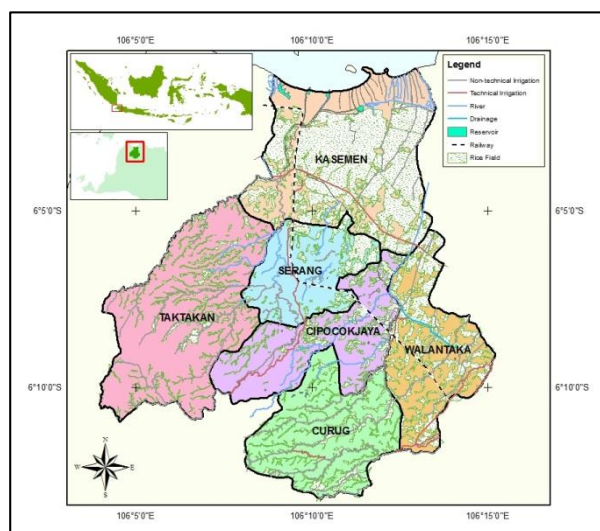 106°5'0"E
106°10'0"E
106°15'0"E
Legend
Non-technical Irrigation
Technical Irrigation
River
Drainage
Reservoir
Railway
Rice Field
KASEMEN
6°5'0"S
6°5'0"S
SERANG
TAKTAKAN
CIPOCOKJAYA
WALANTAKA
6°10'0"S
6°10'0"S
CURUG
N
W
E
S
106°5'0"E
106°10'0"E
106°15'0"E